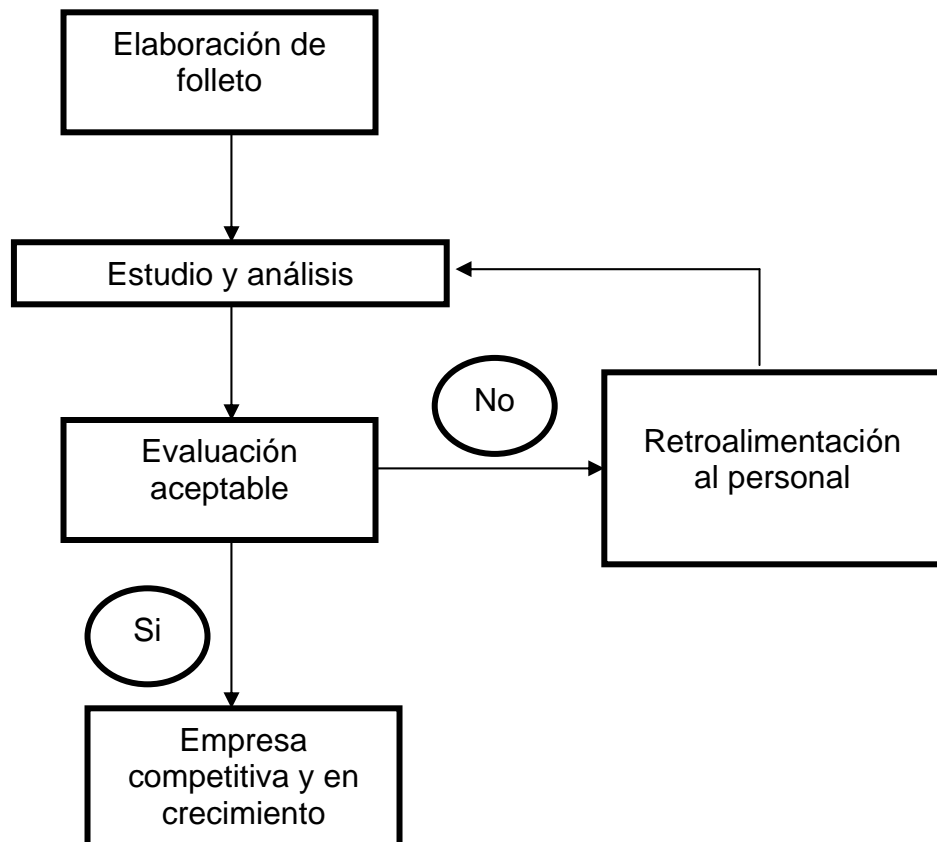 Elaboración de
folleto
Estudio y análisis
No
Evaluación
aceptable
Retroalimentación
al personal
Si
Empresa
competitiva y en
crecimiento